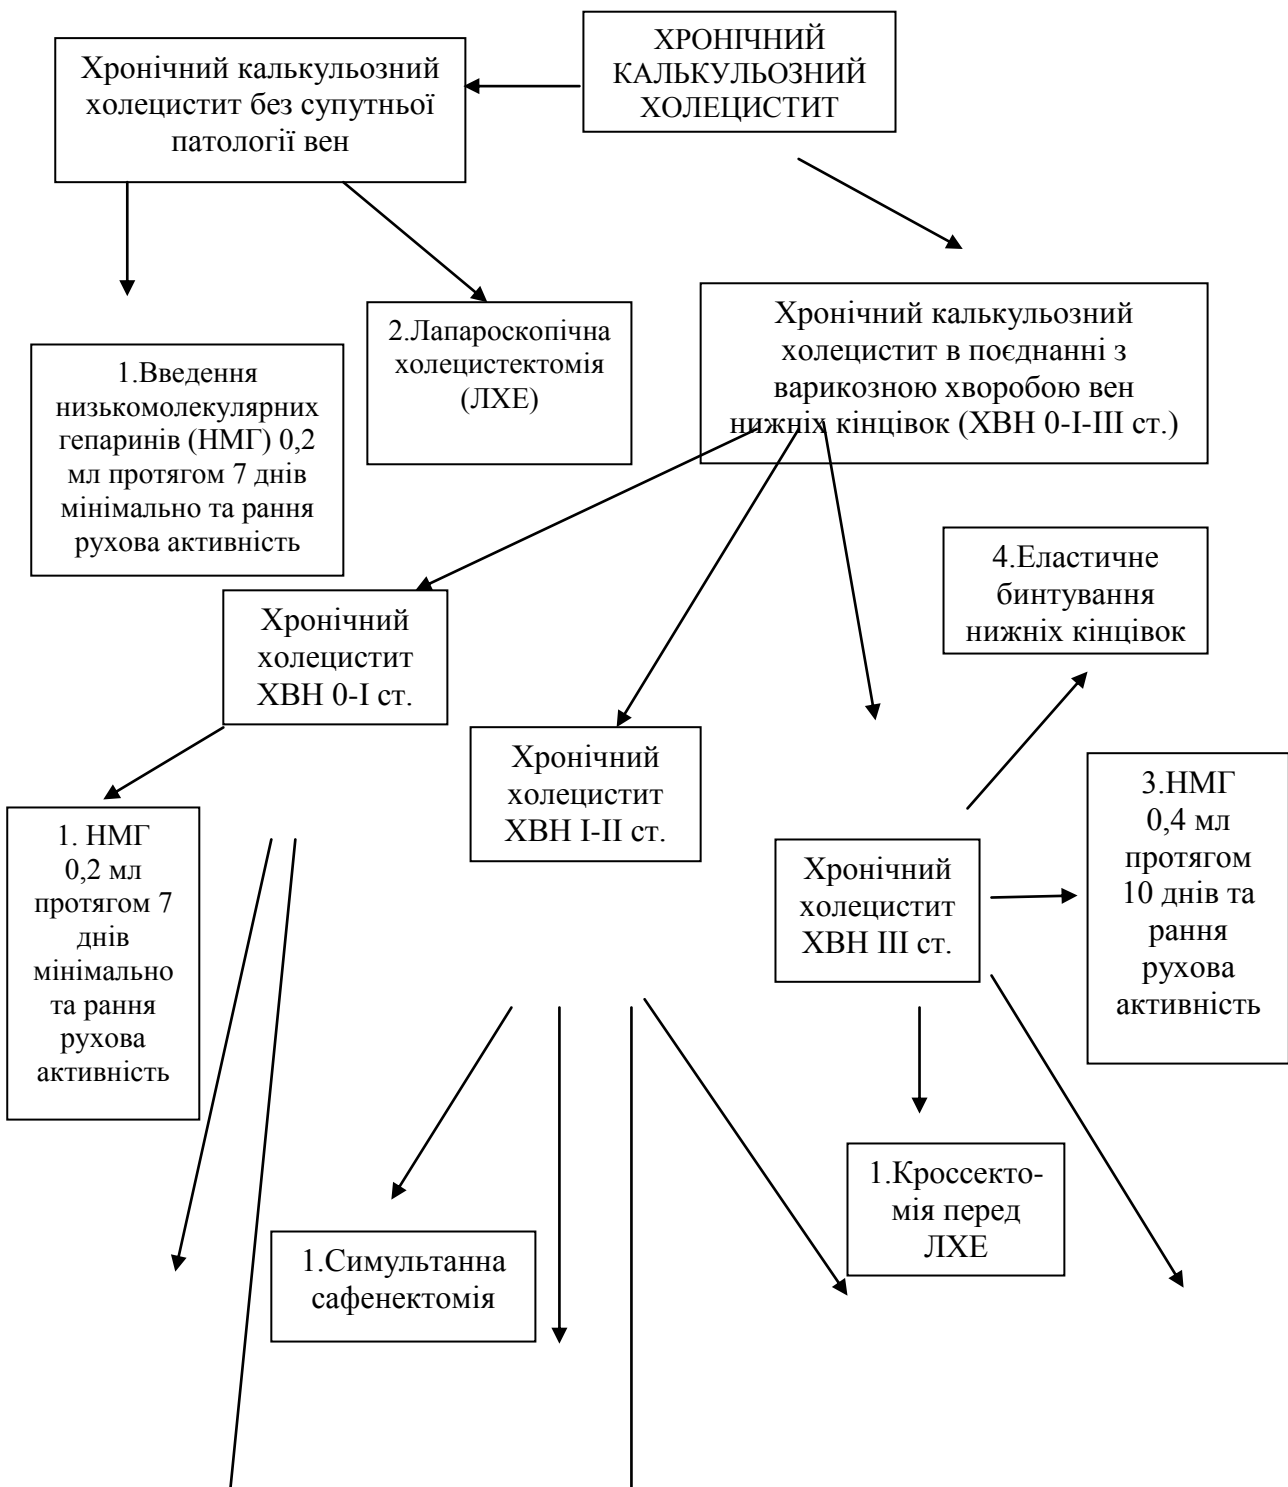 ХРОНІЧНИЙ
КАЛЬКУЛЬОЗНИЙ
ХОЛЕЦИСТИТ
Хронічний калькульозний
холецистит без супутньої
патології вен
2.Лапароскопічна
холецистектомія
(ЛХЕ)
Хронічний калькульозний
холецистит в поєднанні з
варикозною хворобою вен
нижніх кінцівок (ХВН 0-І-ІІІ ст.)
1.Введення
низькомолекулярних
гепаринів (НМГ) 0,2
мл протягом 7 днів
мінімально та рання
рухова активність
4.Еластичне
бинтування
нижніх кінцівок
Хронічний
холецистит
ХВН 0-І ст.
Хронічний
холецистит
ХВН І-ІІ ст.
3.НМГ
0,4 мл
протягом
10 днів та
рання
рухова
активність
1. НМГ
0,2 мл
протягом 7
днів
мінімально
та рання
рухова
активність
Хронічний
холецистит
ХВН ІІІ ст.
1.Кроссекто-
мія перед
ЛХЕ
1.Симультанна
сафенектомія